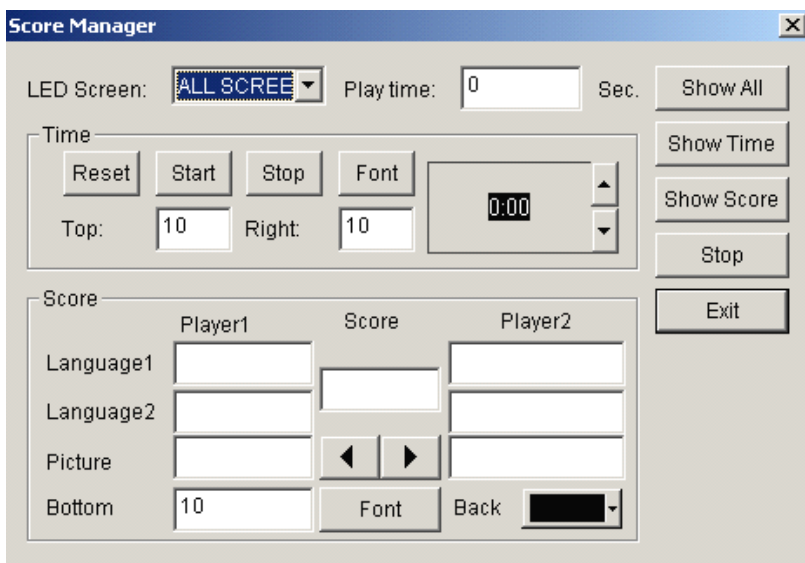 Score Manager
LED Screen: ALL SCREE Play time: 0 Sec. Show All
Time
Reset Start Stop Font 0:00 Show Time
Top: 10 Right: 10 Show Score
Stop
Score
Exit
Player1 Score Player2
Language1
Language2
Picture
Bottom 10 Font Back